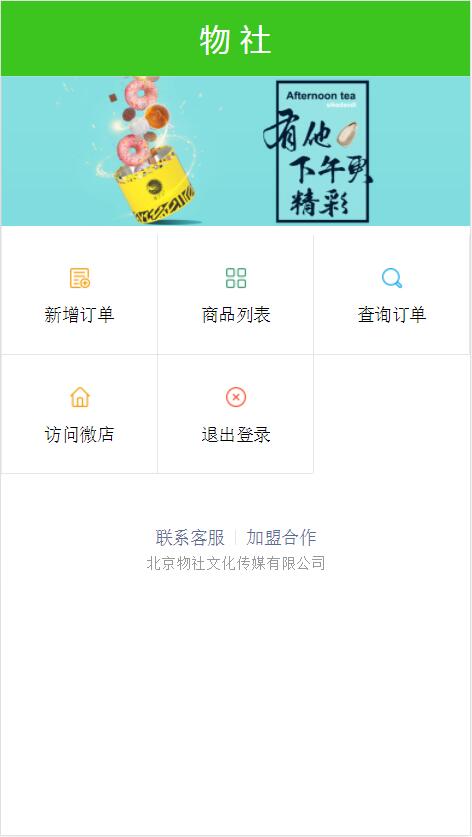 物社
Afternoon tea
有他
下午更
精彩
新增订单
商品列表
查询订单
访问微店
退出登录
联系客服
加盟合作
北京物社文化传媒有限公司